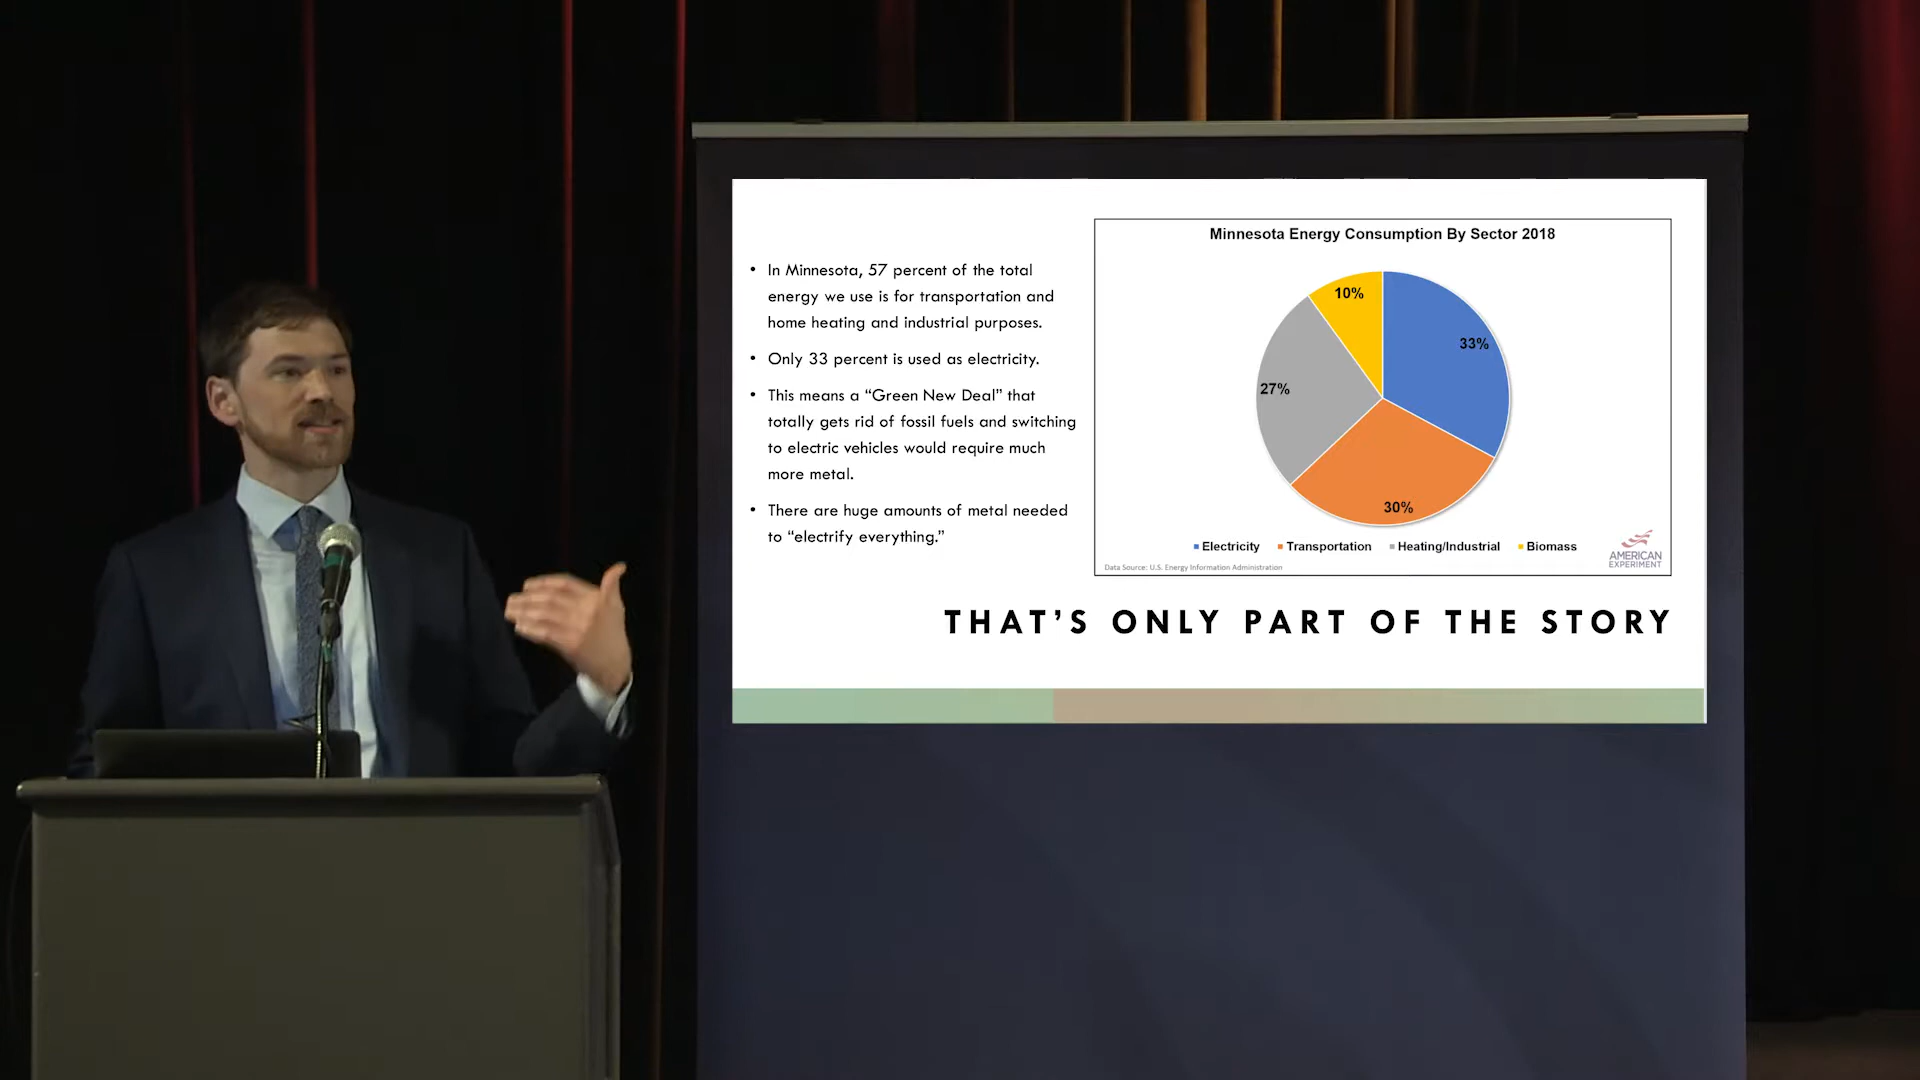 • In Minnesota, 57 percent of the total
energy we use is for transportation and
home heating and industrial purposes.
• Only 33 percent is used as electricity.
• This means a “Green New Deal” that
totally gets rid of fossil fuels and switching
to electric vehicles would require much
more metal.
• There are huge amounts of metal needed
to “electrify everything.”
Minnesota Energy Consumption By Sector 2018
10%
33%
27%
30%
Electricity Transportation Heating/Industrial Biomass
Data Source: U.S. Energy Information Administration
AMERICAN
EXPERIMENT
THAT’S ONLY PART OF THE STORY